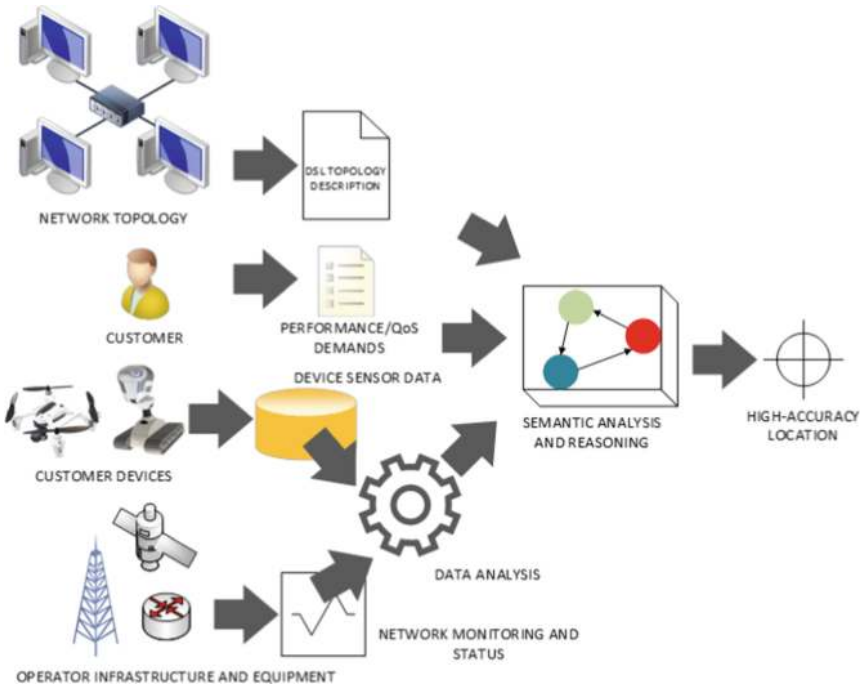 DSL TOPOLOGY
DESCRIPTION
NETWORK TOPOLOGY
CUSTOMER
PERFORMANCE/QoS
DEMANDS
DEVICE SENSOR DATA
SEMANTIC ANALYSIS
AND REASONING
HIGH-ACCURACY
LOCATION
CUSTOMER DEVICES
DATA ANALYSIS
NETWORK MONITORING AND
STATUS
OPERATOR INFRASTRUCTURE AND EQUIPMENT